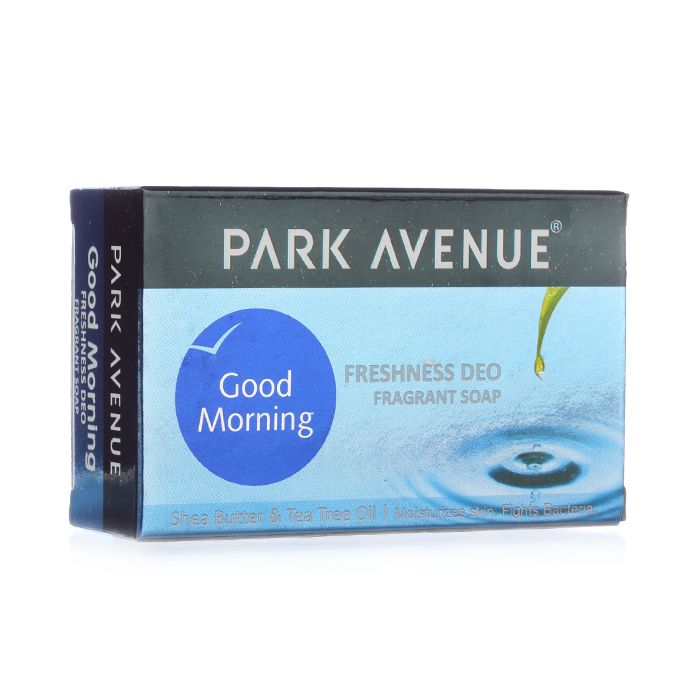 PARK AVENUE®
Good
Morning
FRESHNESS DEO
FRAGRANT SOAP
Shea Butter & Tea Tree Oil | Moisturizes skin, Fights Bacteria
PARK AVENUE
Good Morning
FRESHNESS DEO
FRAGRANT SOAP